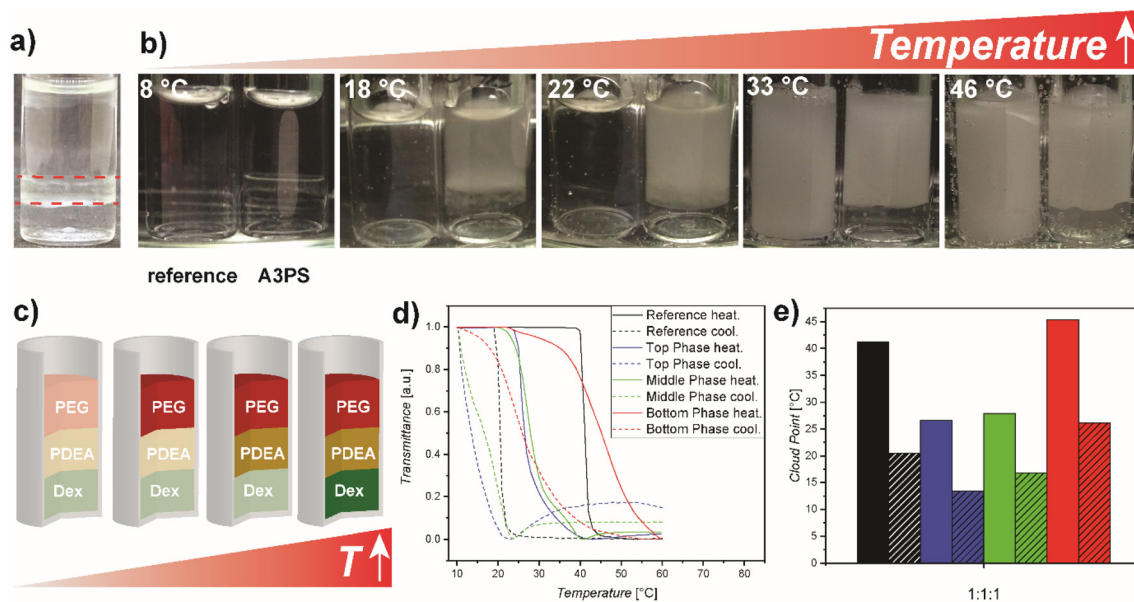 a)
b)
Temperature ↑
8 °C
18 °C
22 °C
33 °C
46 °C
reference
A3PS
c)
PEG
PDEA
Dex
PEG
PDEA
Dex
PEG
PDEA
Dex
PEG
PDEA
Dex
T ↑
d)
Transmittance [a.u.]
1.0
0.8
0.6
0.4
0.2
0.0
Reference heat.
Reference cool.
Top Phase heat.
Top Phase cool.
Middle Phase heat.
Middle Phase cool.
Bottom Phase heat.
Bottom Phase cool.
10 20 30 40 50 60 70 80
Temperature [°C]
e)
Cloud Point [°C]
45
40
35
30
25
20
15
10
5
0
1:1:1